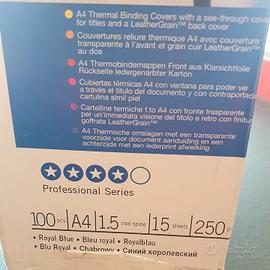 A4 Thermal Binding Covers with a see-through cover
for titles and a LeatherGrain™ back cover
Couvertures reliure thermique A4 avec couverture
transparente à l'avant et grain cuir LeatherGrain™
au dos
A4 Thermobindemappen Front aus Klarsichtfolie
Rückseite ledergenarbter Karton
Cubiertas térmicas A4 con ventana para poder ver
a través el título del documento y con contraportada
cartulina símil piel
Cartelline termiche f.to A4 con fronte trasparente
per un'immediata visione del titolo e retro con finitura
goffrata LeatherGrain™
A4 Thermische omslagen met een transparante
voorzijde voor document aanduiding en een
achterzijde met een lederprint afwerking
Professional Series
100 pcs A4 1.5 mm spine 15 sheets 250
• Royal Blue • Bleu royal • Royalblau
• Blu Royal • Chabrowy • Синий королевский
subito